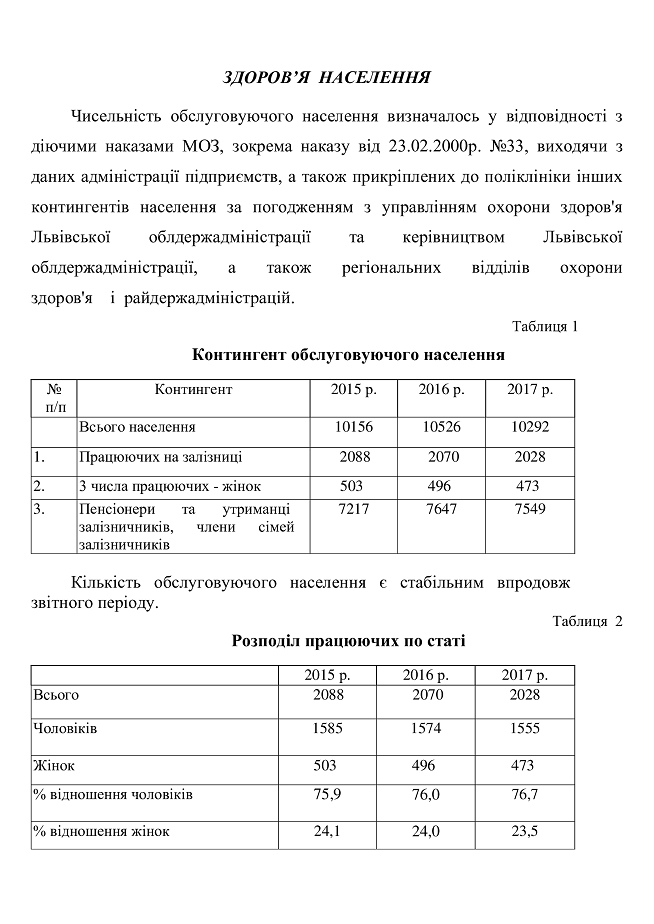 ЗДОРОВ’Я НАСЕЛЕННЯ
Чисельність обслуговуючого населення визначалось у відповідності з
діючими наказами МОЗ, зокрема наказу від 23.02.2000р. №33, виходячи з
даних адміністрації підприємств, а також прикріплених до поліклініки інших
контингентів населення за погодженням з управлінням охорони здоров'я
Львівської облдержадміністрації та керівництвом Львівської
облдержадміністрації, а також регіональних відділів охорони
здоров'я і райдержадміністрацій.
Таблиця 1
Контингент обслуговуючого населення
№ Контингент 2015 р. 2016 р. 2017 р.
п/п
Всього населення 10156 10526 10292
1. Працюючих на залізниці 2088 2070 2028
2. З числа працюючих - жінок 503 496 473
3. Пенсіонери та утриманці 7217 7647 7549
залізничників, члени сімей
залізничників
Кількість обслуговуючого населення є стабільним впродовж
звітного періоду.
Таблиця 2
Розподіл працюючих по статі
2015 р. 2016 р. 2017 р.
Всього 2088 2070 2028
Чоловіків 1585 1574 1555
Жінок 503 496 473
% відношення чоловіків 75,9 76,0 76,7
% відношення жінок 24,1 24,0 23,5